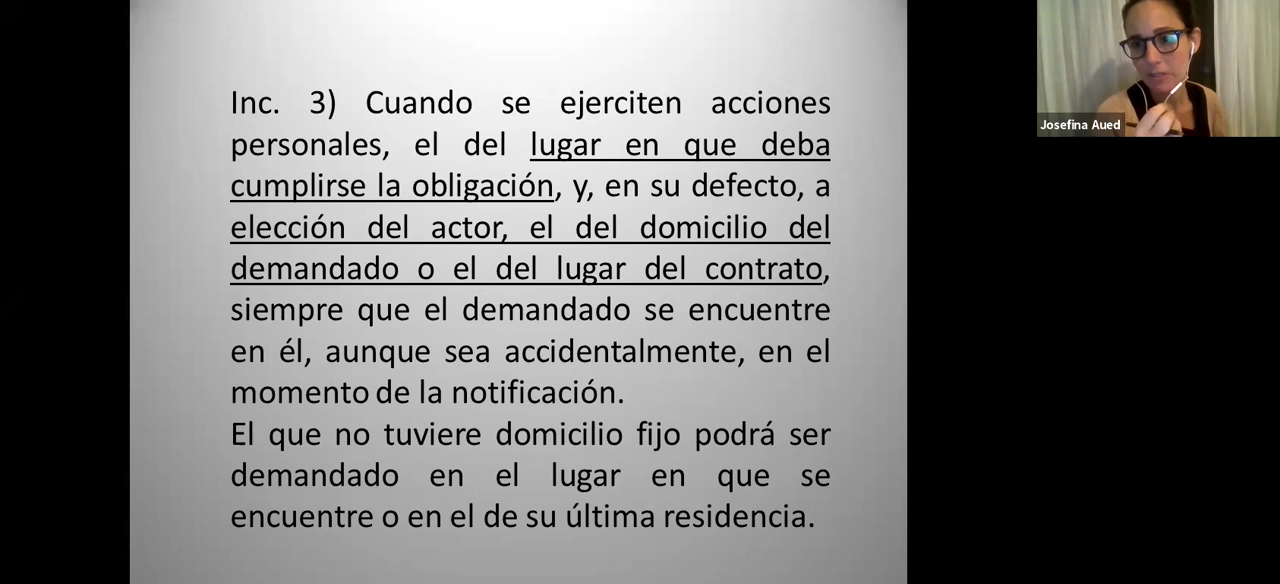 Inc. 3) Cuando se ejerciten acciones
personales, el del lugar en que deba
cumplirse la obligación, y, en su defecto, a
elección del actor, el del domicilio del
demandado o el del lugar del contrato,
siempre que el demandado se encuentre
en él, aunque sea accidentalmente, en el
momento de la notificación.
El que no tuviere domicilio fijo podrá ser
demandado en el lugar en que se
encuentre o en el de su última residencia.
Josefina Aued